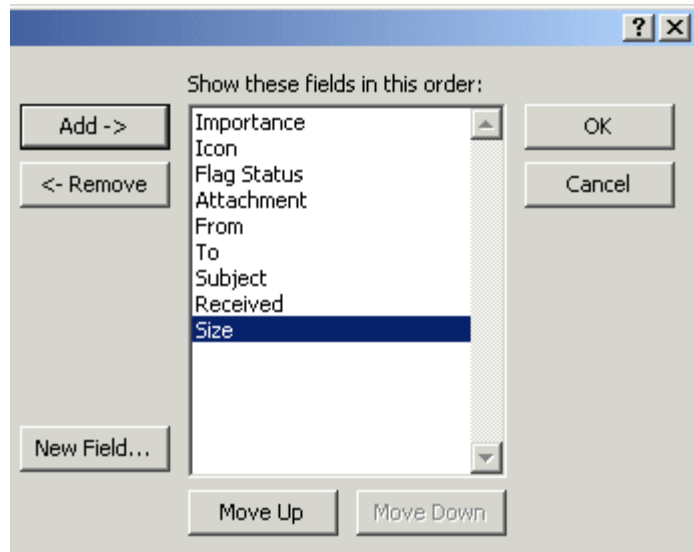 Show these fields in this order:
Add ->
<- Remove
New Field...
Importance
Icon
Flag Status
Attachment
From
To
Subject
Received
Size
Move Up
Move Down
OK
Cancel